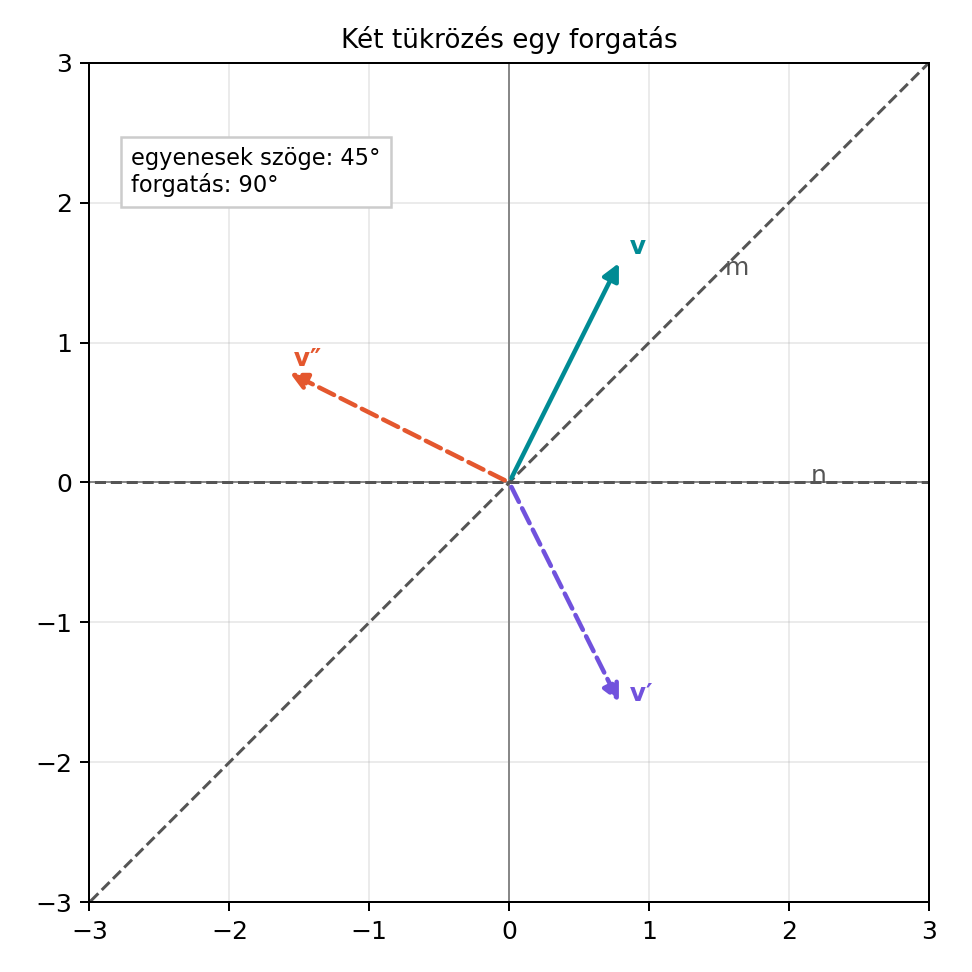 Két tükrözés egy forgatás
3
egyenesek szöge: 45°
forgatás: 90°
2
v
m
1
v″
0
n
−1
v′
−2
−3
−3 −2 −1 0 1 2 3